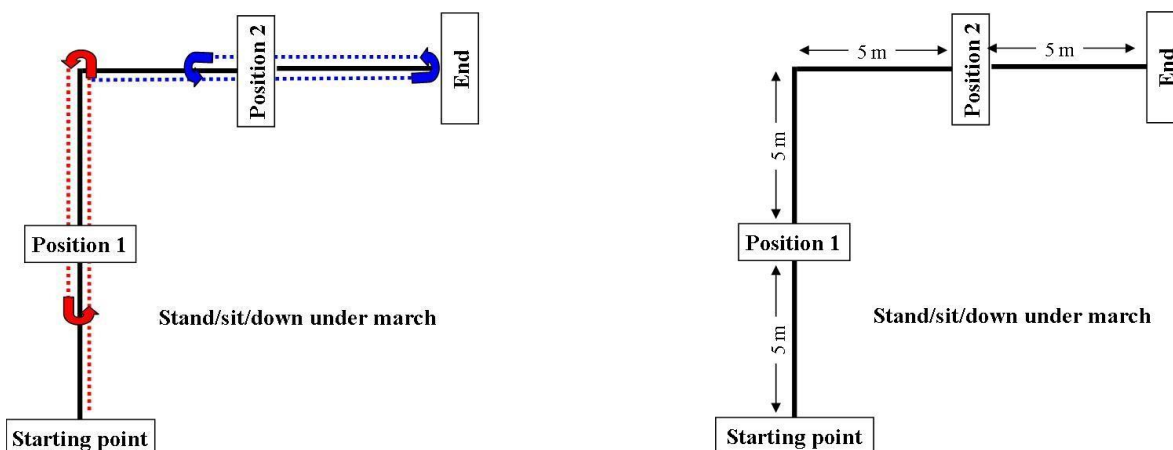 Position 2
End
Position 1
Stand/sit/down under march
Starting point
5 m
5 m
Position 2
End
5 m
Position 1
Stand/sit/down under march
5 m
Starting point